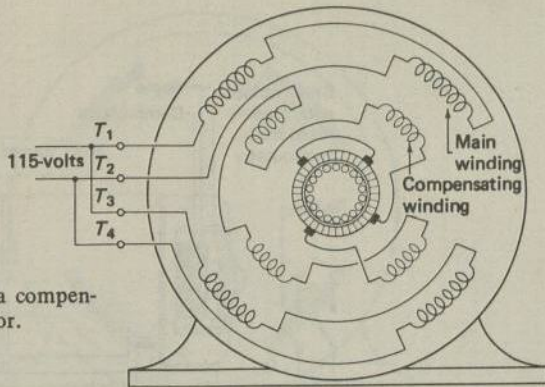 T1
115-volts
T2
T3
T4
Main
winding
Compensating
winding
a compen-
or.